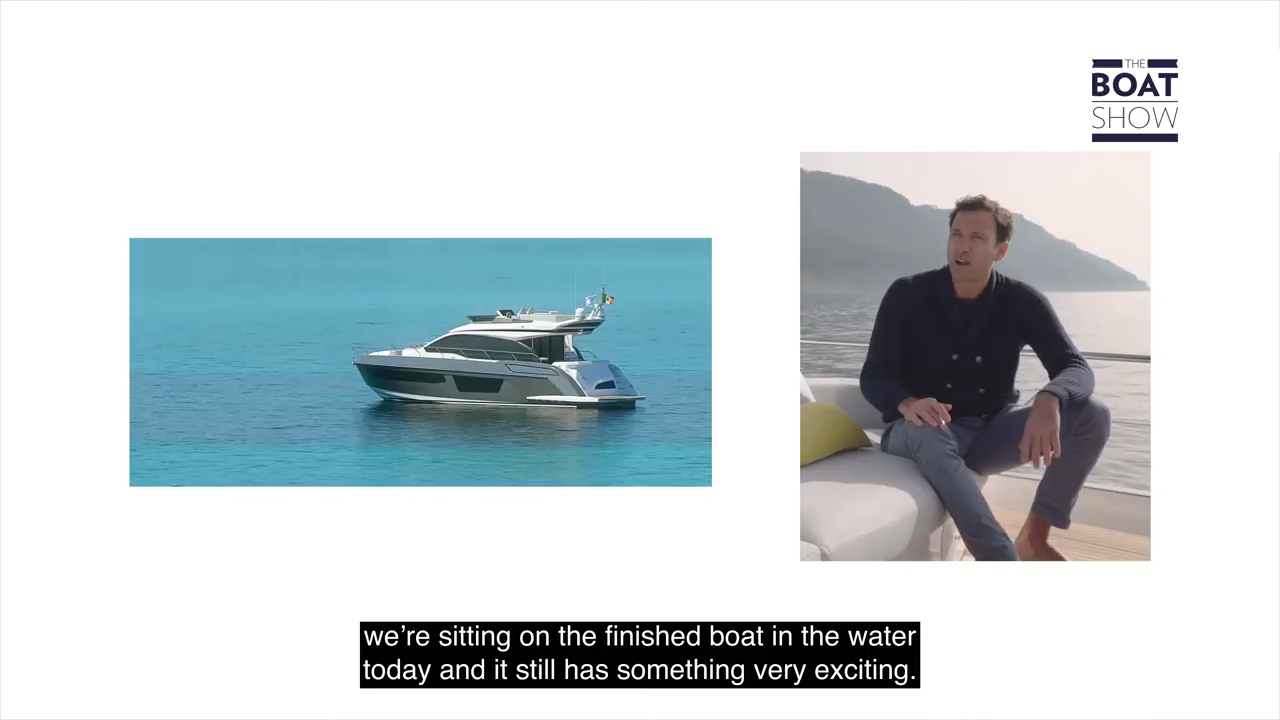 THE
BOAT
SHOW
we’re sitting on the finished boat in the water
today and it still has something very exciting.